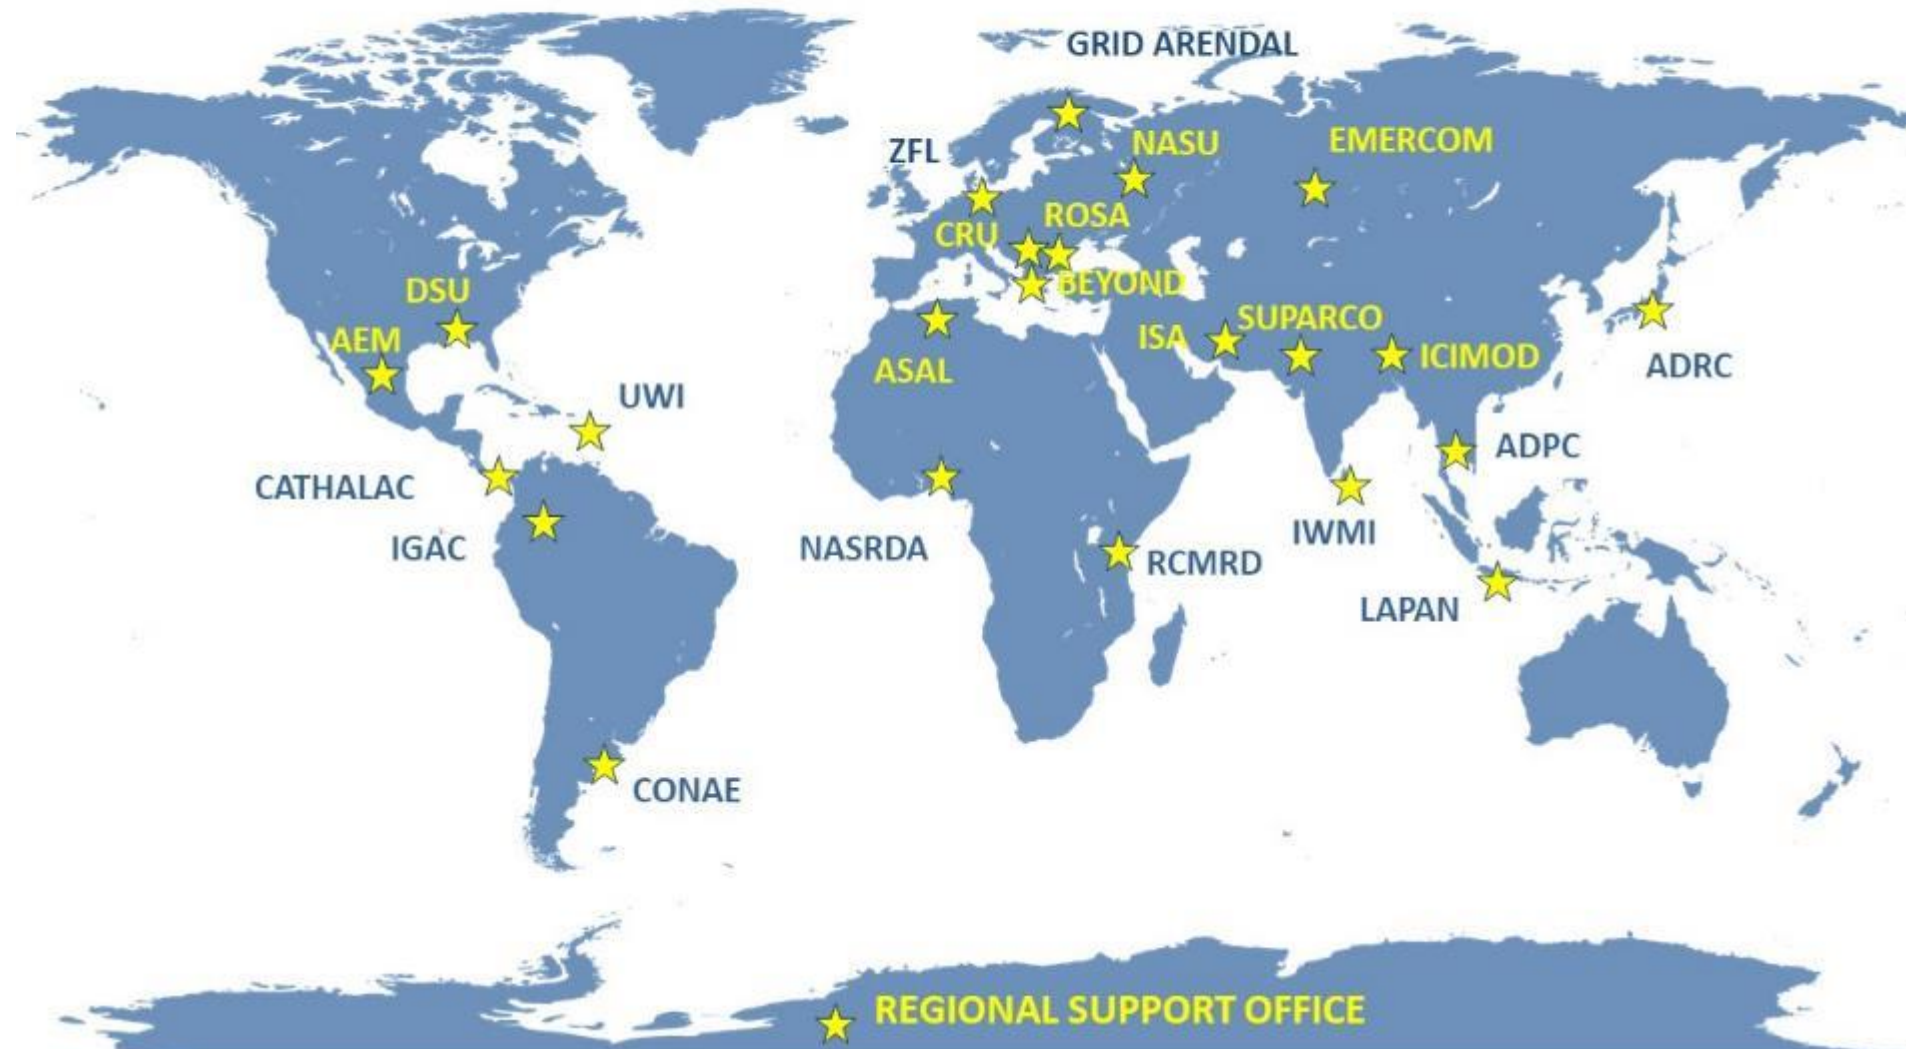 GRID ARENDAL
ZFL
NASU
EMERCOM
ROSA
CRU
BEYOND
DSU
AEM
ISA
SUPARCO
ICIMOD
ASAL
ADRC
UWI
ADPC
CATHALAC
IGAC
NASRDA
RCMRD
IWMI
LAPAN
CONAE
REGIONAL SUPPORT OFFICE